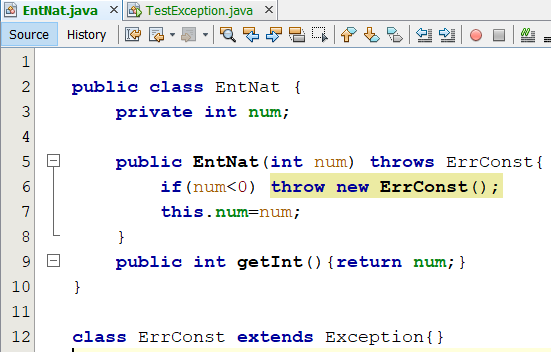 EntNat.java TestException.java
Source History
1
2 public class EntNat {
3 private int num;
4
5 public EntNat(int num) throws ErrConst{
6 if(num<0) throw new ErrConst();
7 this.num=num;
8 }
9 public int getInt(){return num;}
10 }
11
12 class ErrConst extends Exception{}